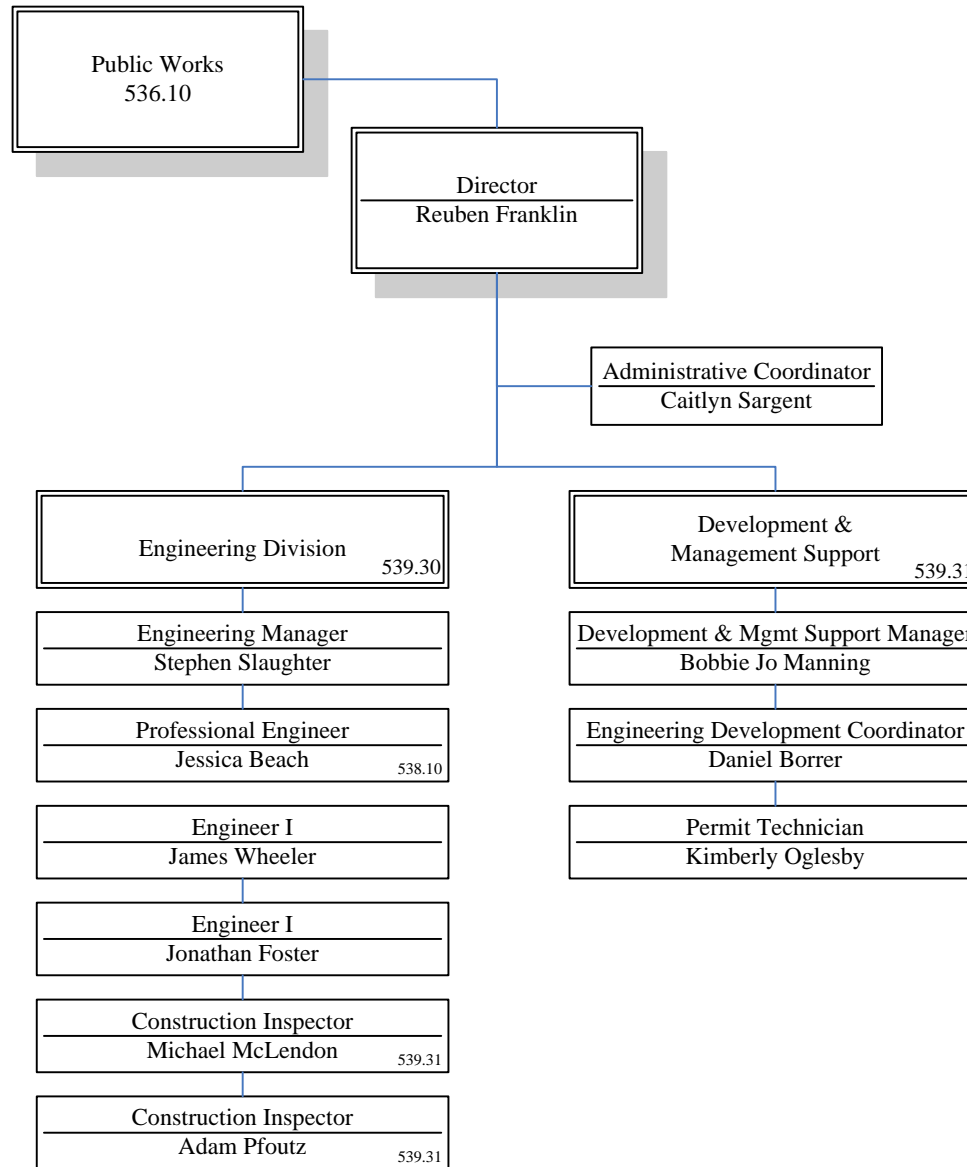 Public Works
536.10
Director
Reuben Franklin
Administrative Coordinator
Caitlyn Sargent
Engineering Division
539.30
Engineering Manager
Stephen Slaughter
Professional Engineer
Jessica Beach
538.10
Engineer I
James Wheeler
Engineer I
Jonathan Foster
Construction Inspector
Michael McLendon
539.31
Construction Inspector
Adam Pfoutz
539.31
Development &
Management Support
539.31
Development & Mgmt Support Manager
Bobbie Jo Manning
Engineering Development Coordinator
Daniel Borrer
Permit Technician
Kimberly Oglesby